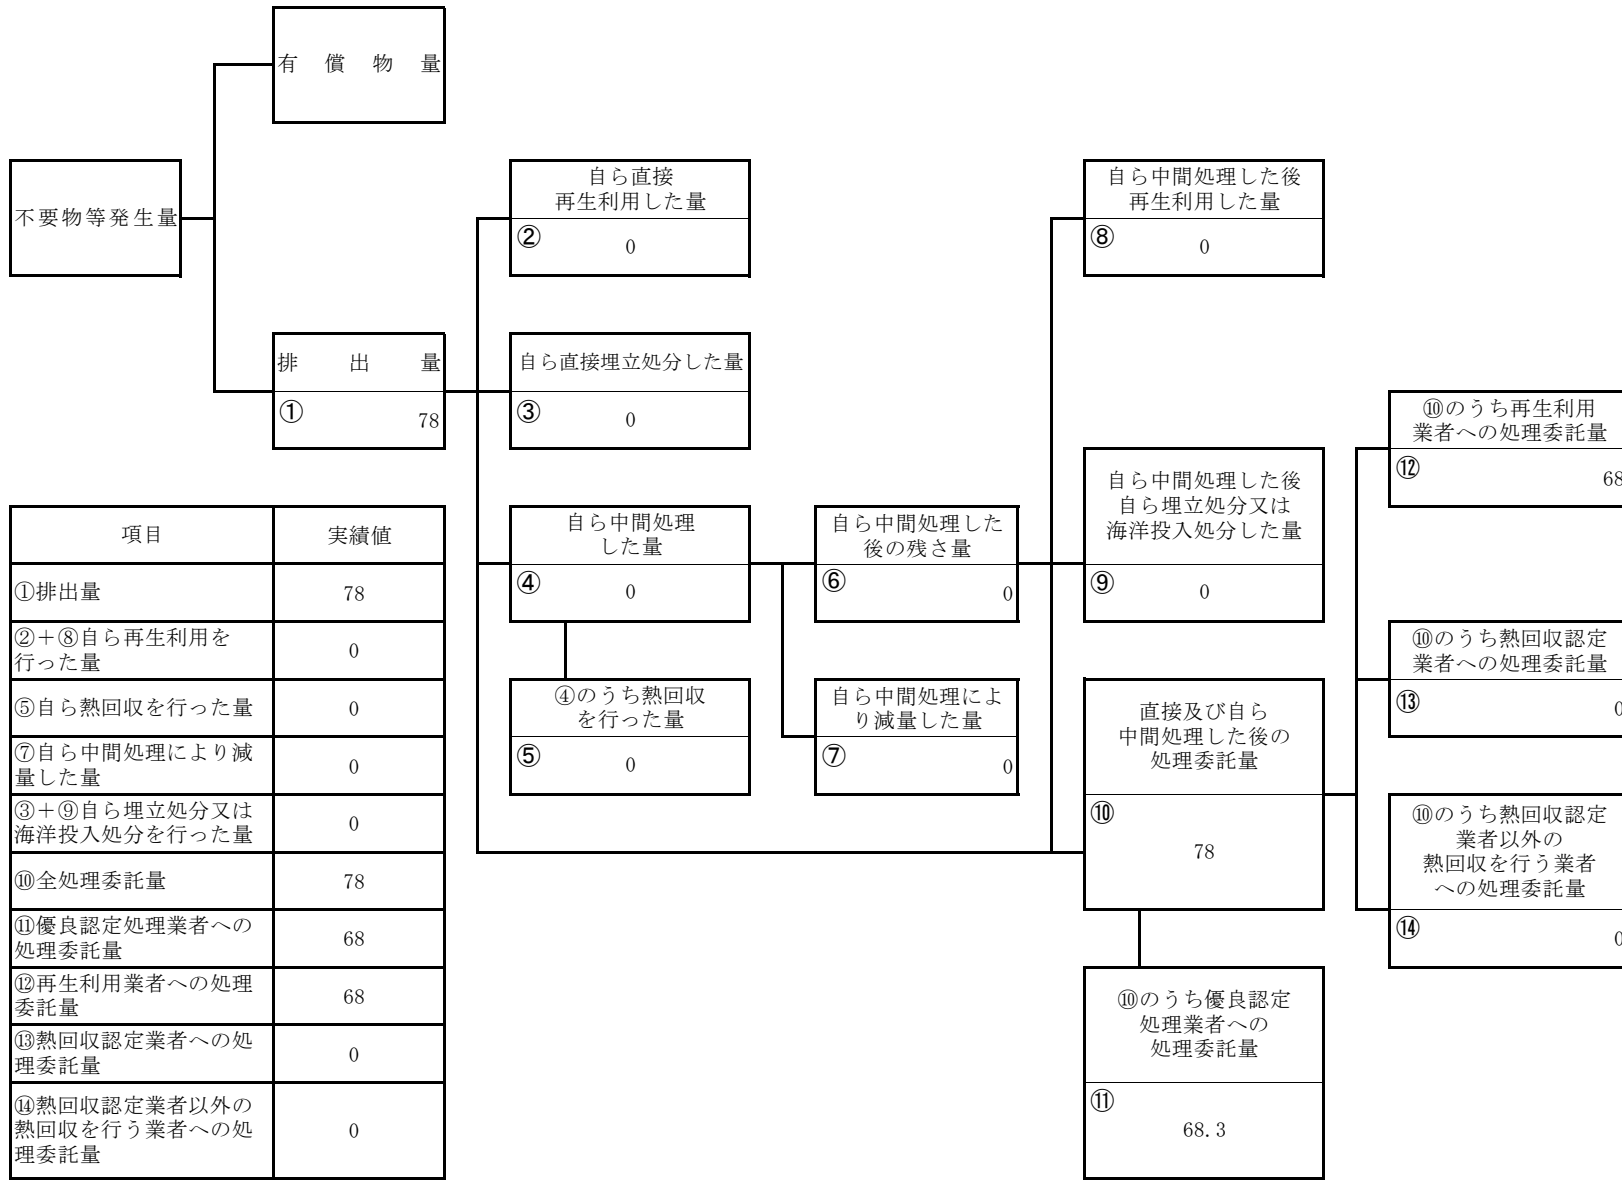 有償物量
不要物等発生量
自ら直接
再生利用した量
② 0
自ら中間処理した後
再生利用した量
⑧ 0
排出量
① 78
自ら直接埋立処分した量
③ 0
⑩のうち再生利用
業者への処理委託量
⑫ 68
自ら中間処理
した量
④ 0
自ら中間処理した
後の残さ量
⑥ 0
自ら中間処理した後
自ら埋立処分又は
海洋投入処分した量
⑨ 0
⑩のうち熱回収認定
業者への処理委託量
⑬ 0
④のうち熱回収
を行った量
⑤ 0
自ら中間処理によ
り減量した量
⑦ 0
直接及び自ら
中間処理した後の
処理委託量
⑩
78
⑩のうち熱回収認定
業者以外の
熱回収を行う業者
への処理委託量
⑭ 0
⑩のうち優良認定
処理業者への
処理委託量
⑪
68.3
項目 実績値
①排出量 78
②+⑧自ら再生利用を
行った量 0
⑤自ら熱回収を行った量 0
⑦自ら中間処理により減
量した量 0
③+⑨自ら埋立処分又は
海洋投入処分を行った量 0
⑩全処理委託量 78
⑪優良認定処理業者への
処理委託量 68
⑫再生利用業者への処理
委託量 68
⑬熱回収認定業者への処
理委託量 0
⑭熱回収認定業者以外の
熱回収を行う業者への処
理委託量 0